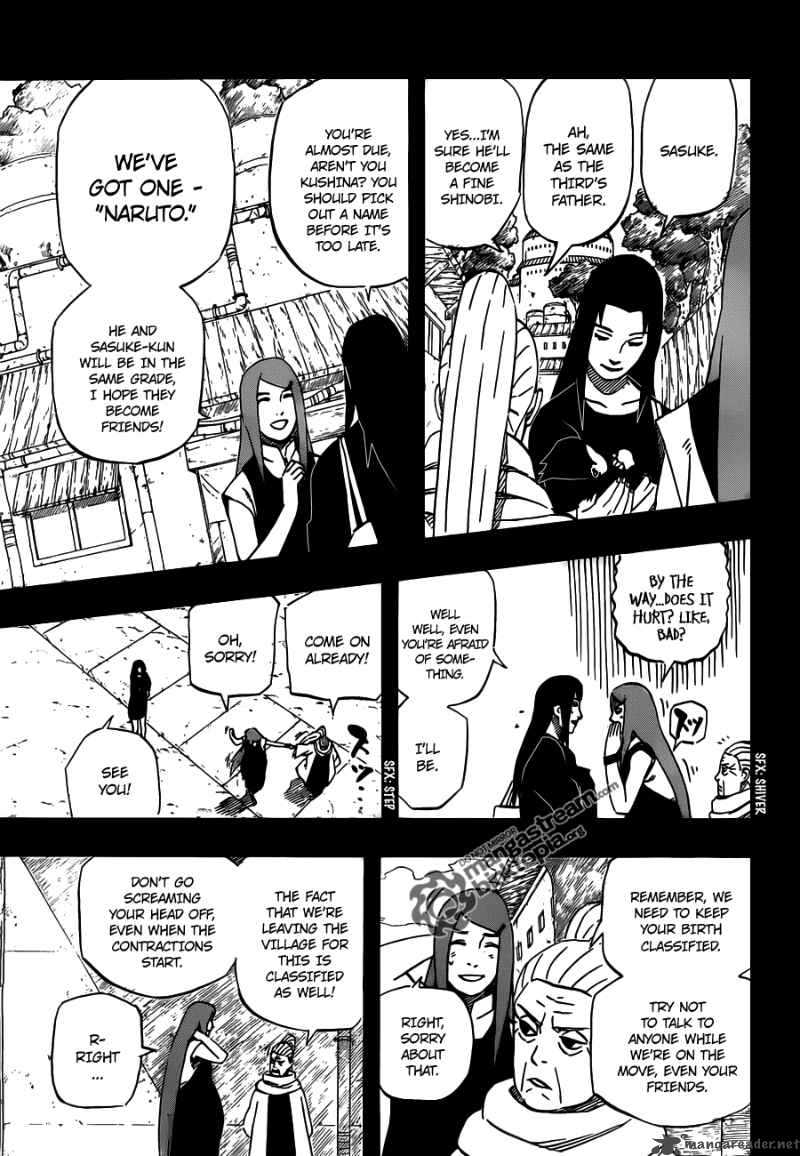 SASUKE.
AH,
THE SAME
AS THE
THIRD'S
FATHER.
YES...I'M
SURE HE'LL
BECOME
A FINE
SHINOBI.
YOU'RE
ALMOST DUE,
AREN'T YOU
KUSHINA? YOU
SHOULD PICK
OUT A NAME
BEFORE IT'S
TOO LATE.
WE'VE
GOT ONE -
"NARUTO."
HE AND
SASUKE-KUN
WILL BE IN
THE SAME
GRADE,
I HOPE THEY
BECOME
FRIENDS!
BY THE
WAY...DOES IT
HURT? LIKE,
BAD?
WELL
WELL, EVEN
YOU'RE AFRAID
OF SOME-
THING.
I'LL
BE.
SFX: SHIVER
COME ON
ALREADY!
OH,
SORRY!
SEE
YOU!
SFX: STEP
REMEMBER, WE
NEED TO KEEP
YOUR BIRTH
CLASSIFIED.
TRY NOT
TO TALK TO
ANYONE WHILE
WE'RE ON THE
MOVE, EVEN
YOUR
FRIENDS.
RIGHT,
SORRY
ABOUT
THAT.
THE FACT
THAT WE'RE
LEAVING THE
VILLAGE FOR
THIS IS
CLASSIFIED
AS WELL!
DON'T GO
SCREAMING
YOUR HEAD OFF,
EVEN WHEN THE
CONTRACTIONS
START.
R-
RIGHT
...
mangastream.com
mangareader.net